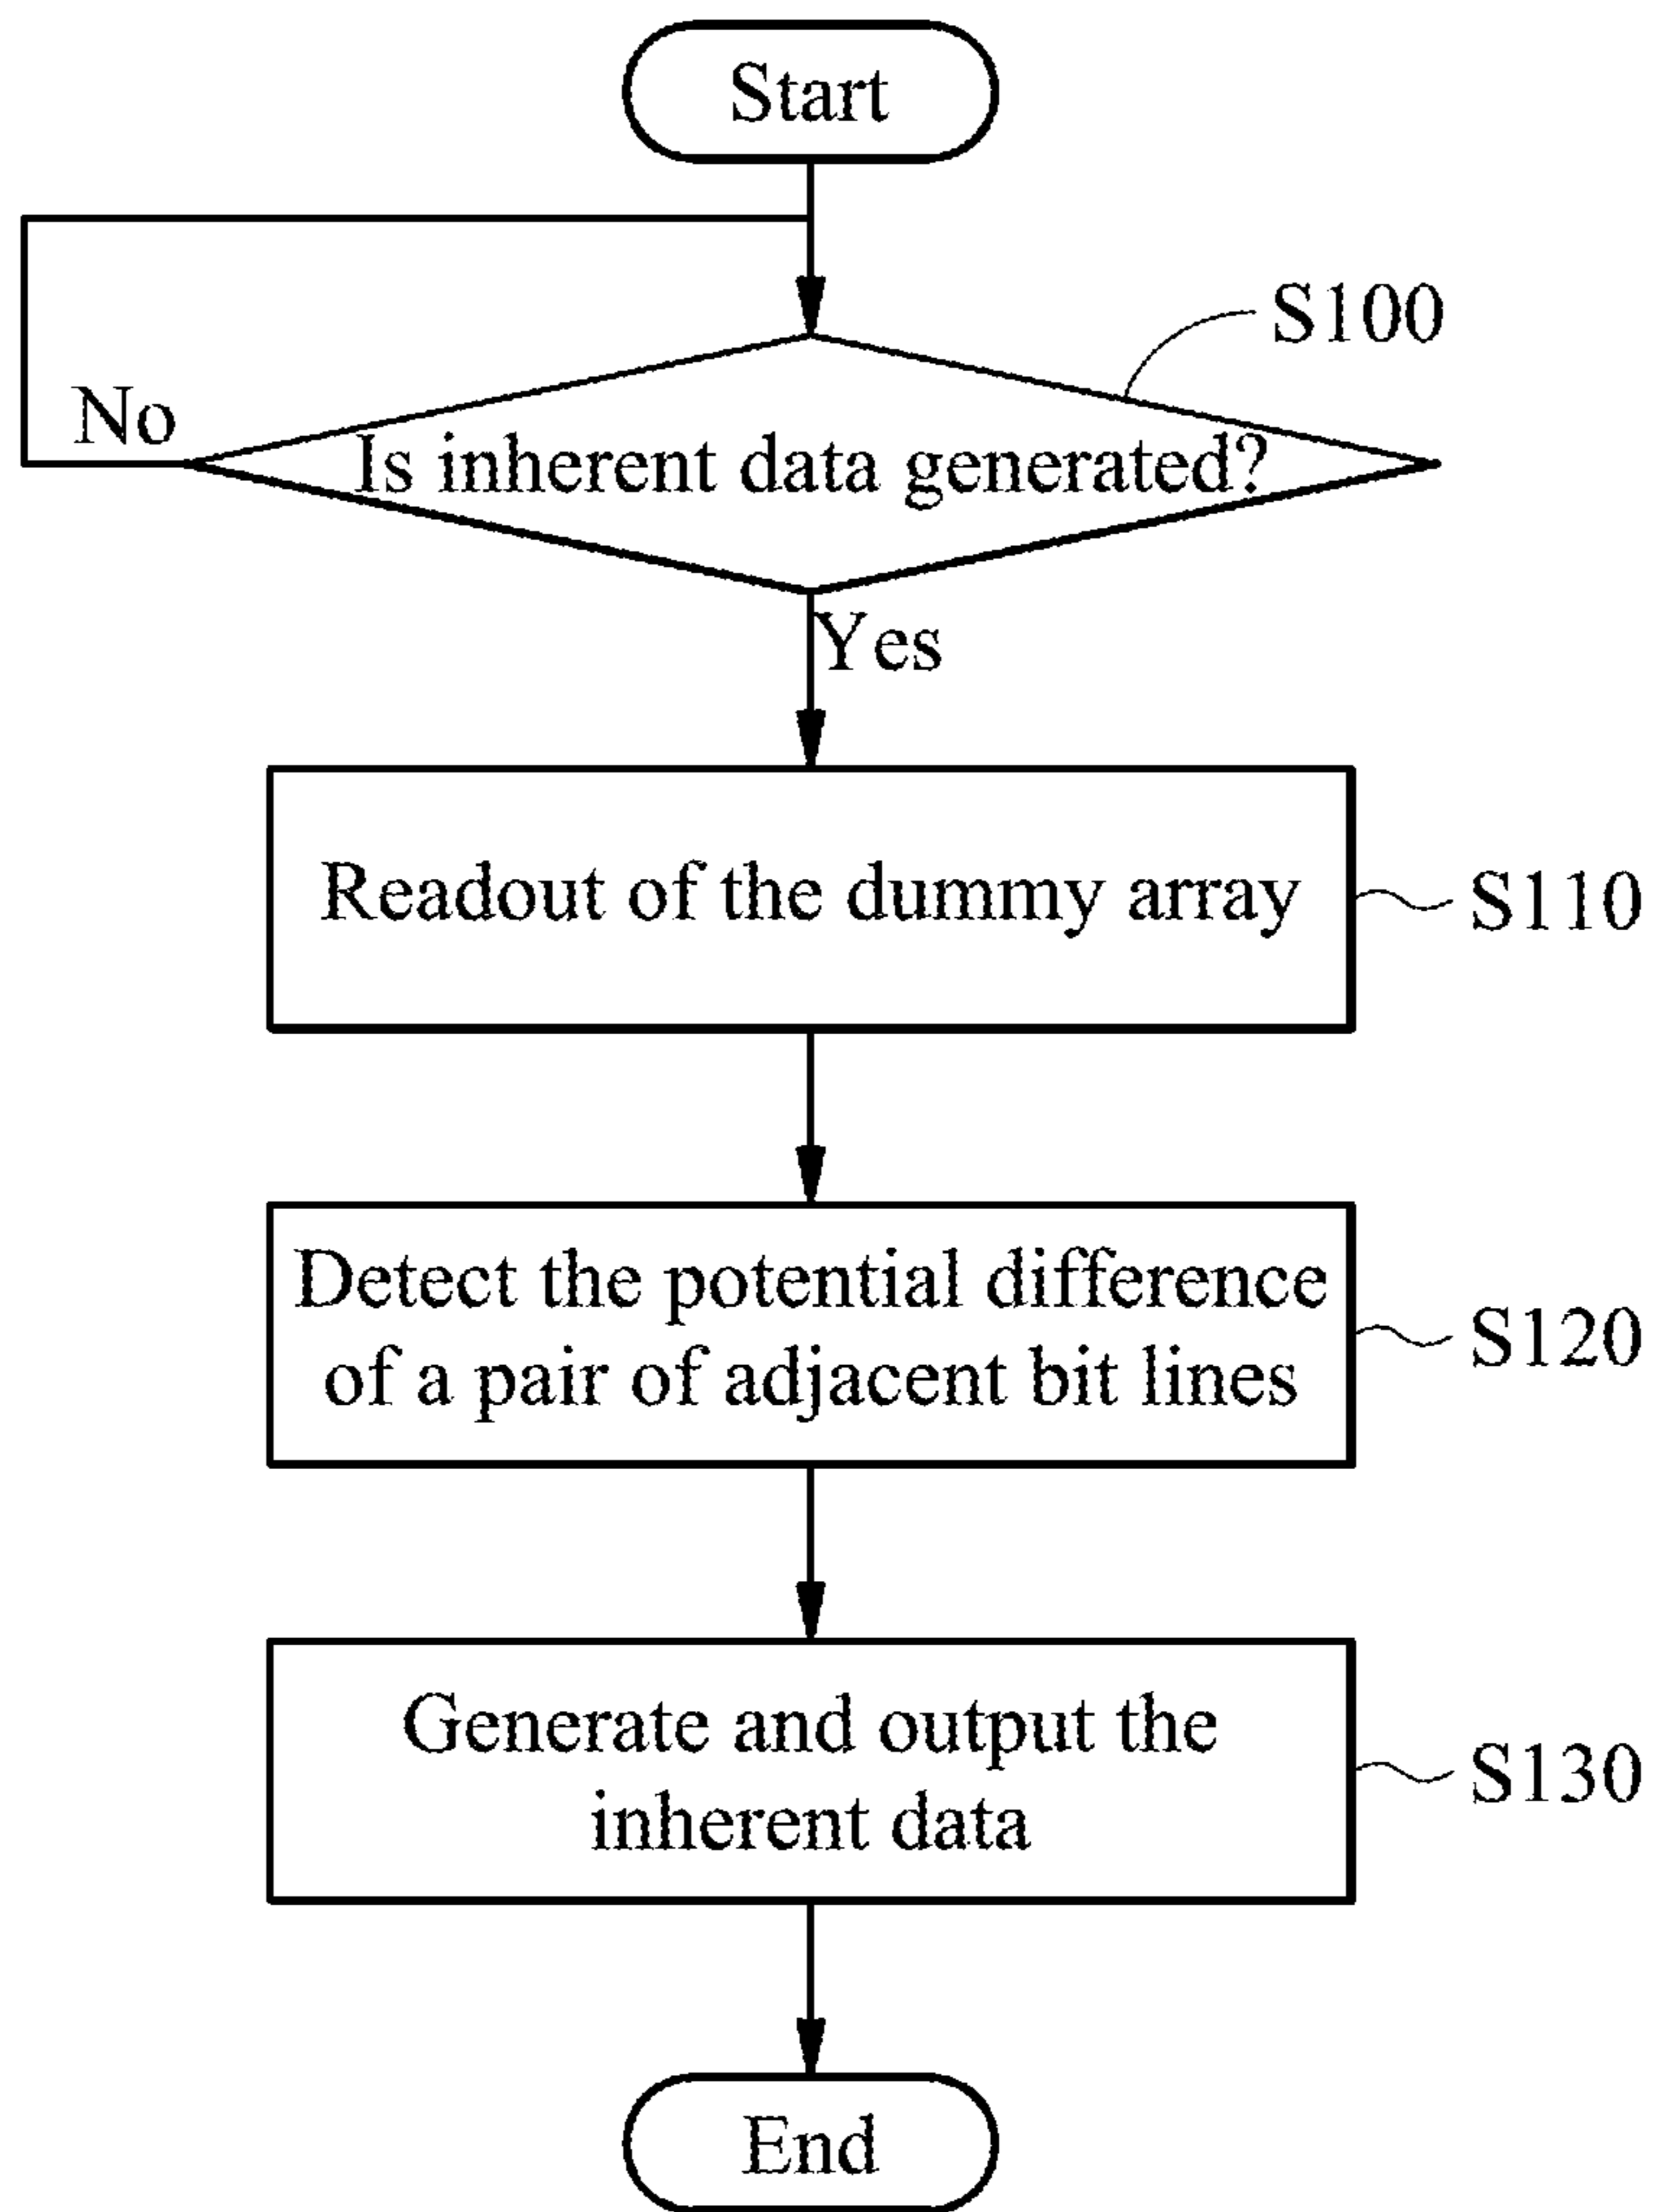 Start
S100
No
Is inherent data generated?
Yes
Readout of the dummy array
S110
Detect the potential difference
of a pair of adjacent bit lines
S120
Generate and output the
inherent data
S130
End